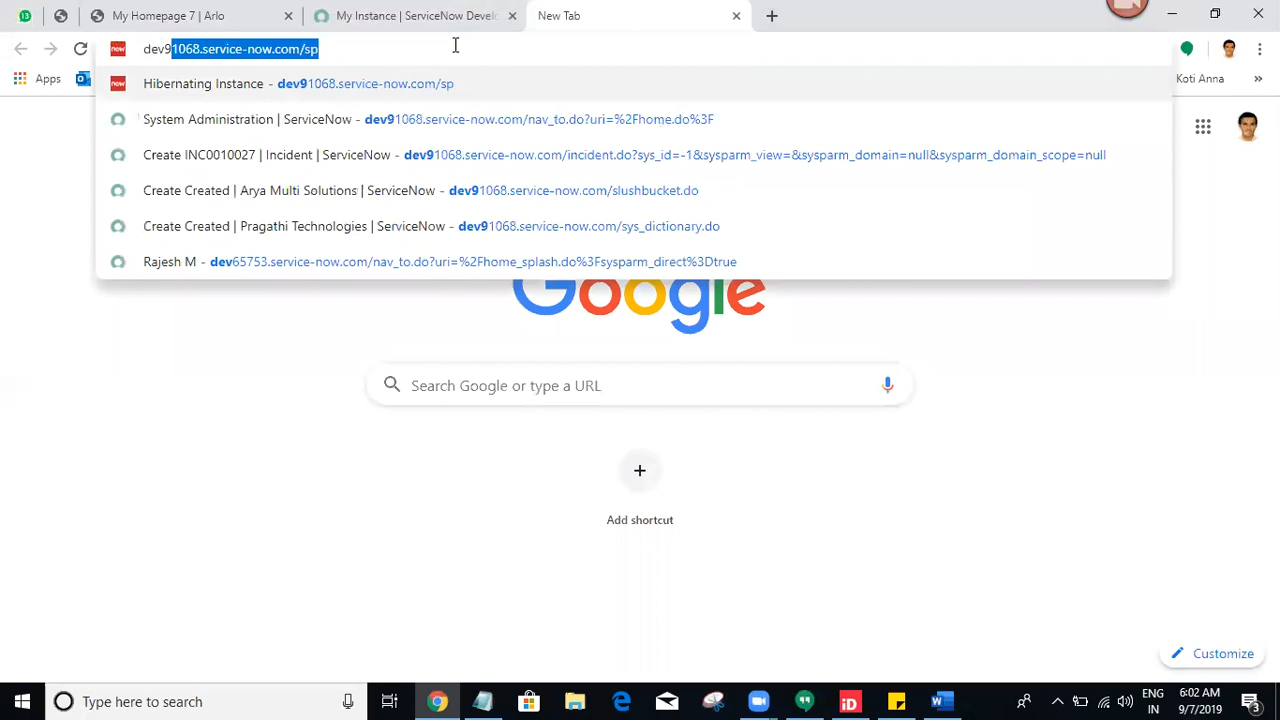 13 My Homepage 7 | Arlo My Instance | ServiceNow Develo New Tab
dev91068.service-now.com/sp
Apps Koti Anna »
Hibernating Instance - dev91068.service-now.com/sp
System Administration | ServiceNow - dev91068.service-now.com/nav_to.do?uri=%2Fhome.do%3F
Create INC0010027 | Incident | ServiceNow - dev91068.service-now.com/incident.do?sys_id=-1&sysparm_view=&sysparm_domain=null&sysparm_domain_scope=null
Create Created | Arya Multi Solutions | ServiceNow - dev91068.service-now.com/slushbucket.do
Create Created | Pragathi Technologies | ServiceNow - dev91068.service-now.com/sys_dictionary.do
Rajesh M - dev65753.service-now.com/nav_to.do?uri=%2Fhome_splash.do%3Fsysparm_direct%3Dtrue
Google
Search Google or type a URL
Add shortcut
Customize
Type here to search
ENG
IN
6:02 AM
9/7/2019
3